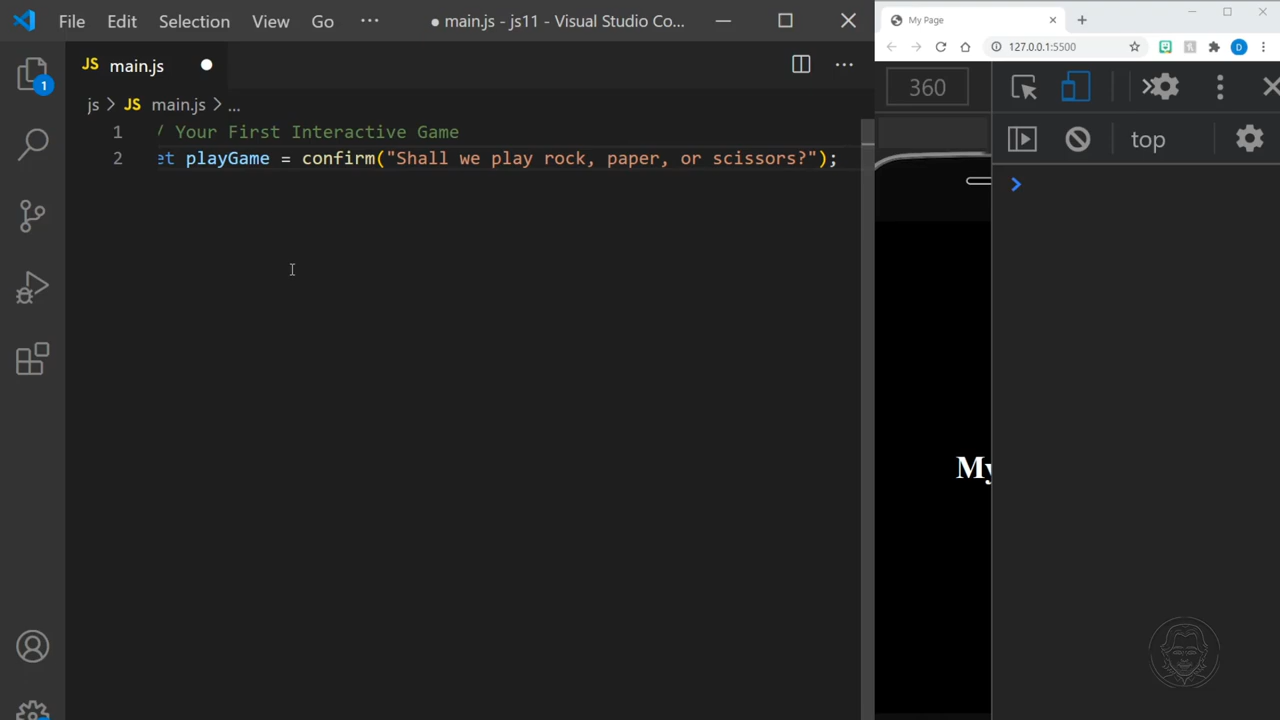 File Edit Selection View Go ··· ● main.js - js11 - Visual Studio Co...
JS main.js
js > JS main.js > ...
1 / Your First Interactive Game
2 et playGame = confirm("Shall we play rock, paper, or scissors?");
1
My Page
127.0.0.1:5500
D
360
top
My